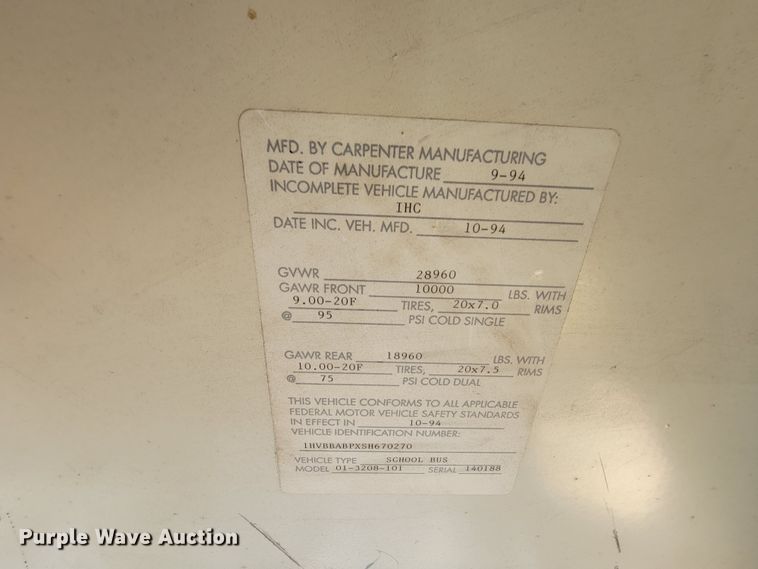 MFD. BY CARPENTER MANUFACTURING
DATE OF MANUFACTURE 9-94
INCOMPLETE VEHICLE MANUFACTURED BY:
IHC
DATE INC. VEH. MFD. 10-94
GVWR 28960
GAWR FRONT 10000 LBS. WITH
9.00-20F TIRES, 20x7.0 RIMS
@ 95 PSI COLD SINGLE
GAWR REAR 18960 LBS. WITH
10.00-20F TIRES, 20x7.5 RIMS
@ 75 PSI COLD DUAL
THIS VEHICLE CONFORMS TO ALL APPLICABLE
FEDERAL MOTOR VEHICLE SAFETY STANDARDS
IN EFFECT IN 10-94
VEHICLE IDENTIFICATION NUMBER:
1HVBBABPXSH670270
VEHICLE TYPE SCHOOL BUS
MODEL 01-3208-101 SERIAL 140188
Purple Wave Auction